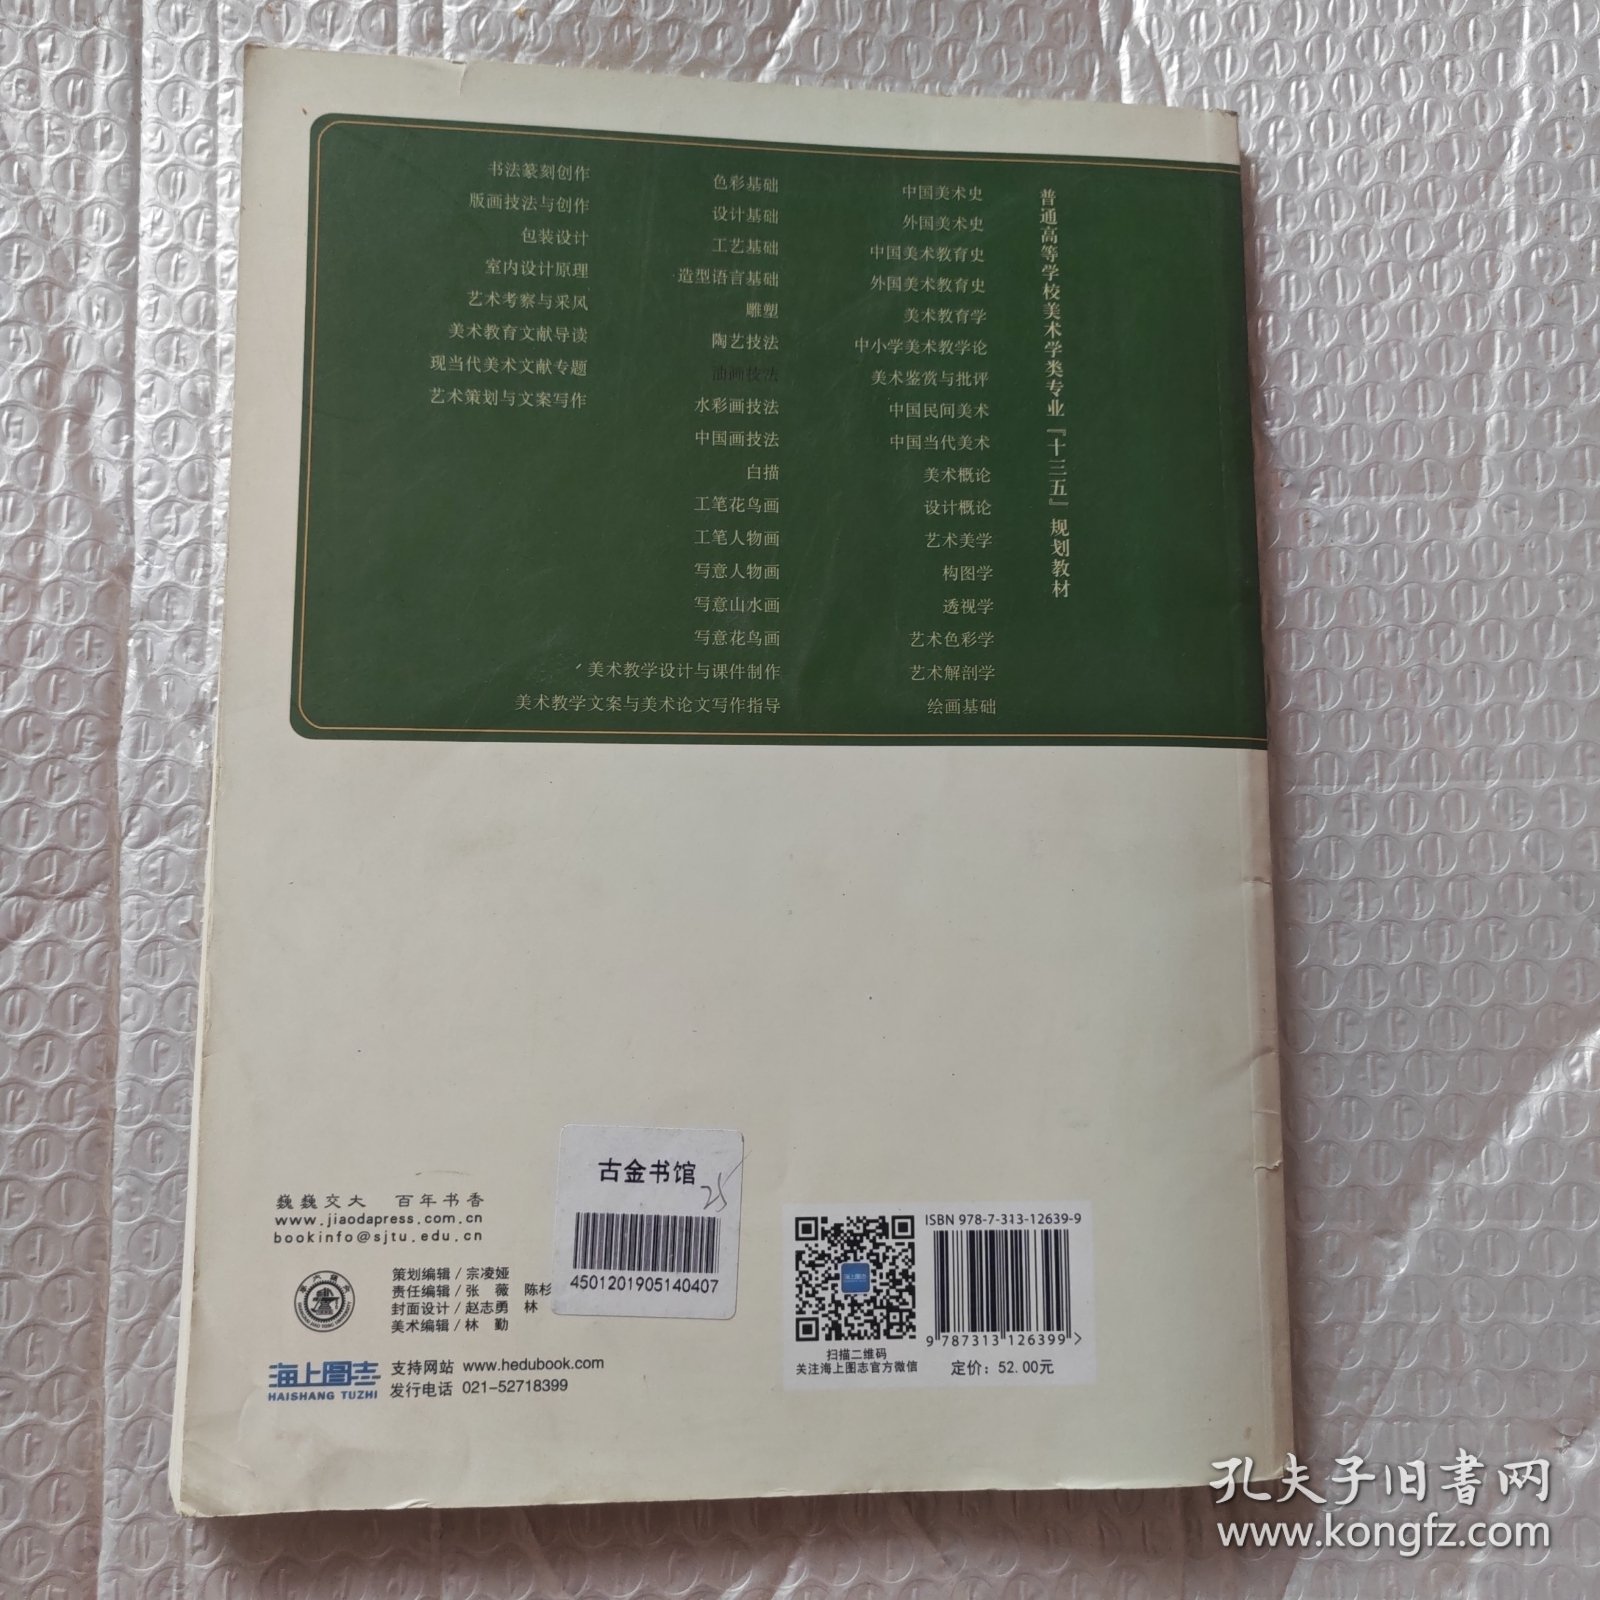 普通高等学校美术学类专业『十三五』规划教材
中国美术史
外国美术史
中国美术教育史
外国美术教育史
美术教育学
中小学美术教学论
美术鉴赏与批评
中国民间美术
中国当代美术
美术概论
设计概论
艺术美学
构图学
透视学
艺术色彩学
艺术解剖学
绘画基础
色彩基础
设计基础
工艺基础
造型语言基础
雕塑
陶艺技法
油画技法
水彩画技法
中国画技法
白描
工笔花鸟画
工笔人物画
写意人物画
写意山水画
写意花鸟画
美术教学设计与课件制作
美术教学文案与美术论文写作指导
书法篆刻创作
版画技法与创作
包装设计
室内设计原理
艺术考察与采风
美术教育文献导读
现当代美术文献专题
艺术策划与文案写作
巍巍交大 百年书香
www.jiaodapress.com.cn
bookinfo@sjtu.edu.cn
策划编辑/宗凌娅
责任编辑/张 薇 陈杉
封面设计/赵志勇 林
美术编辑/林 勤
海上图志
HAISHANG TUZHI
支持网站 www.hedubook.com
发行电话 021-52718399
古金书馆
25
4501201905140407
海上图志
扫描二维码
关注海上图志官方微信
ISBN 978-7-313-12639-9
9 787313 126399 >
定价：52.00元
孔夫子旧书网
www.kongfz.com